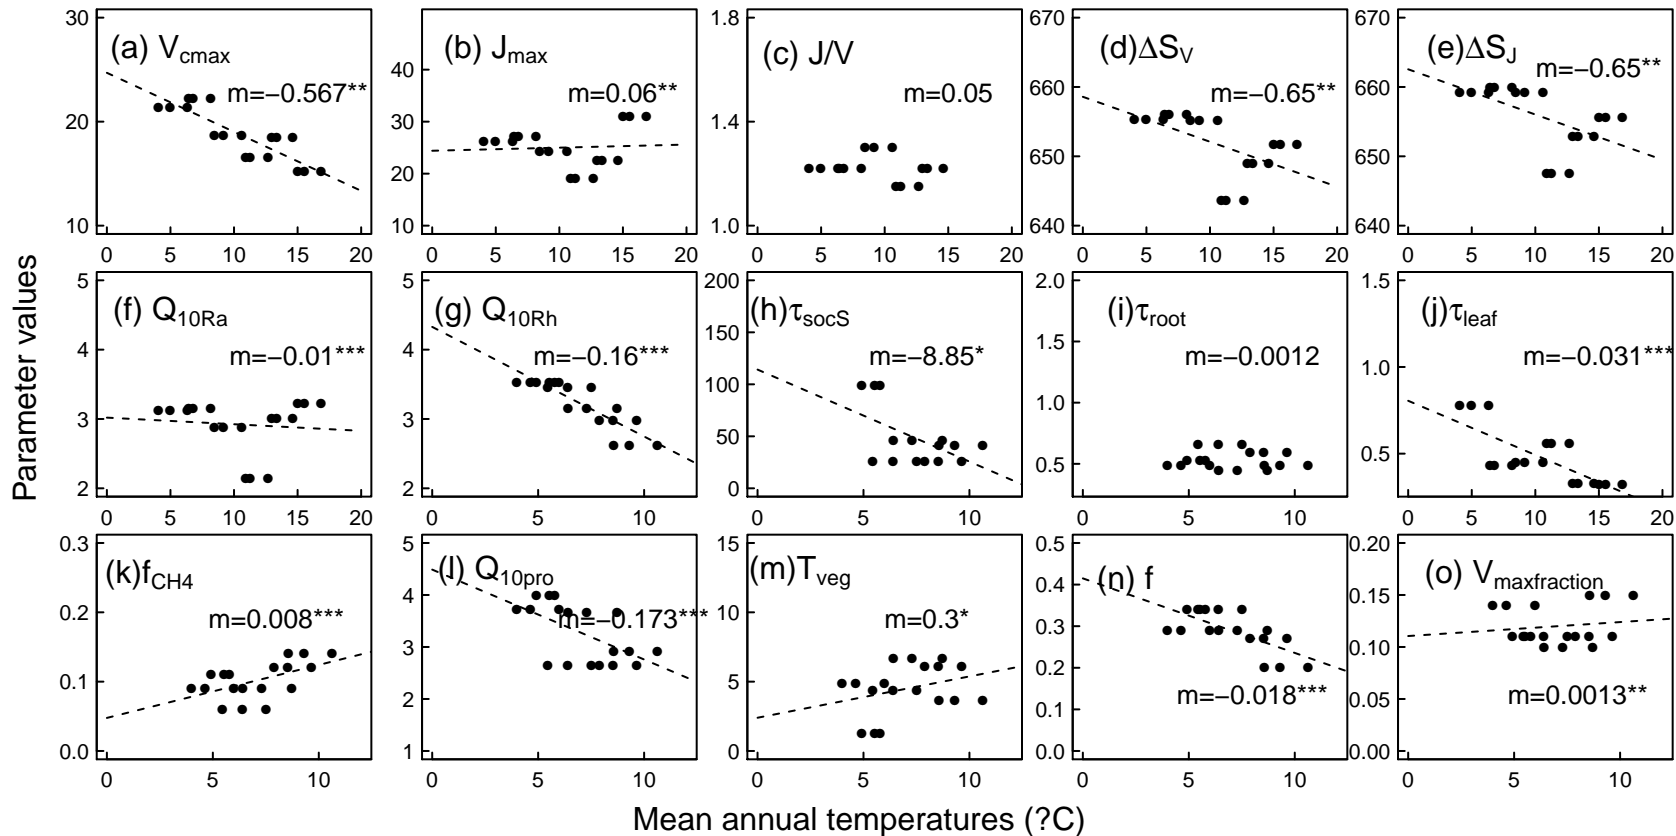 Parameter values
(a) Vcmax
m=−0.567**
30
20
10
0 5 10 15 20
(b) Jmax
m=0.06**
40
30
20
10
0 5 10 15 20
(c) J/V
m=0.05
1.8
1.4
1.0
0 5 10 15 20
(d)ΔSV
m=−0.65**
670
660
650
640
0 5 10 15 20
(e)ΔSJ
m=−0.65**
670
660
650
640
0 5 10 15 20
(f) Q10Ra
m=−0.01***
5
4
3
2
0 5 10 15 20
(g) Q10Rh
m=−0.16***
5
4
3
2
0 5 10
(h)τsocS
m=−8.85*
200
150
100
50
0
0 5 10
(i)τroot
m=−0.0012
2.0
1.5
1.0
0.5
0 5 10
(j)τleaf
m=−0.031***
1.5
1.0
0.5
0 5 10 15 20
(k)fCH4
m=0.008***
0.3
0.2
0.1
0.0
0 5 10
(l) Q10pro
m=−0.173***
5
4
3
2
1
0 5 10
(m)Tveg
m=0.3*
15
10
5
0
0 5 10
(n) f
m=−0.018***
0.5
0.4
0.3
0.2
0.1
0.0
0 5 10
(o) Vmaxfraction
m=0.0013**
0.20
0.15
0.10
0.05
0.00
0 5 10
Mean annual temperatures (?C)